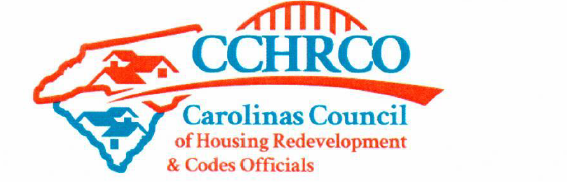 CCHRCO
Carolinas Council
of Housing Redevelopment
& Codes Officials